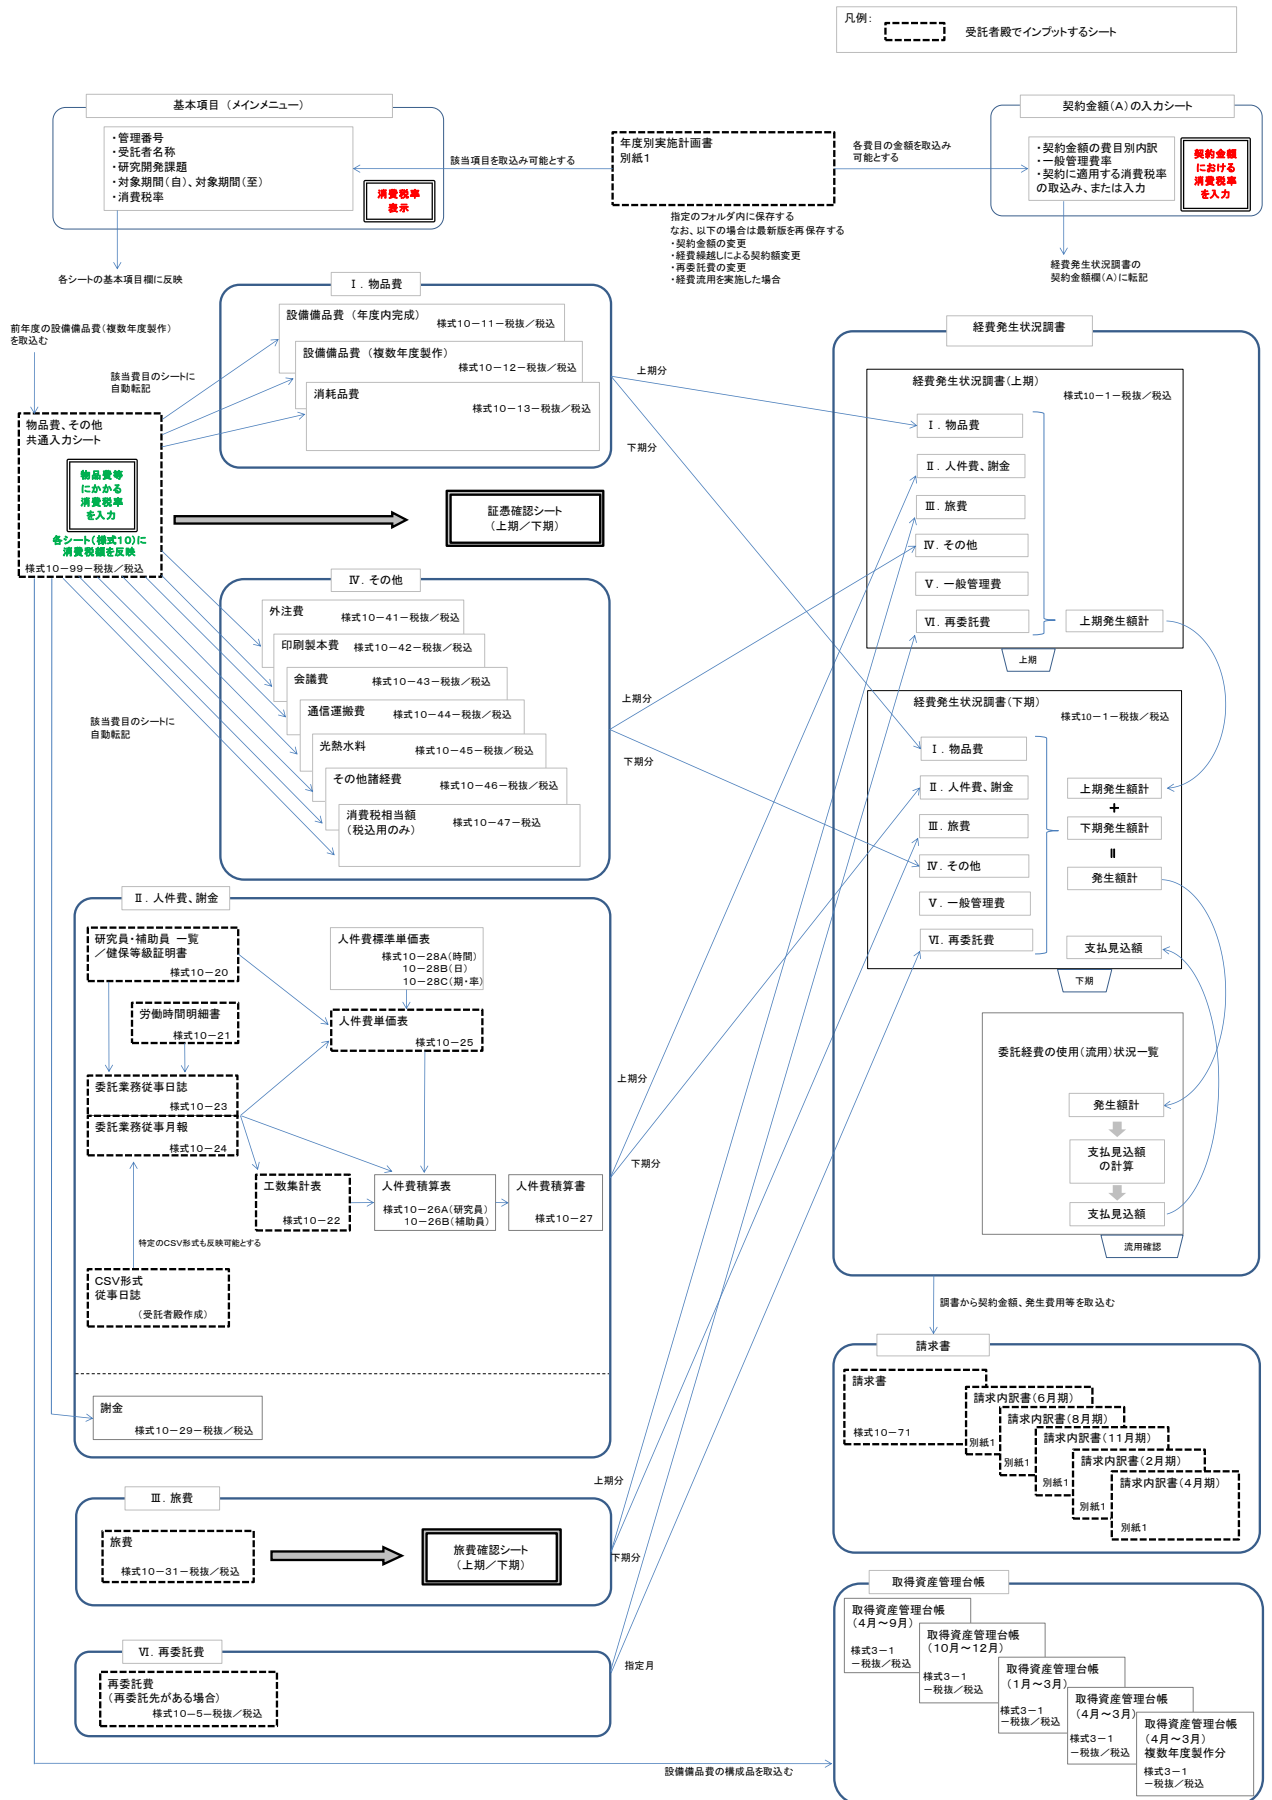 凡例：
受託者殿でインプットするシート
基本項目（メインメニュー）
・管理番号
・受託者名称
・研究開発課題
・対象期間（自）、対象期間（至）
・消費税率
消費税率
表示
該当項目を取込み可能とする
年度別実施計画書
別紙1
各費目の金額を取込み
可能とする
契約金額（A）の入力シート
・契約金額の費目別内訳
・一般管理費率
・契約に適用する消費税率
の取込み、または入力
契約金額
における
消費税率
を入力
指定のフォルダ内に保存する
なお、以下の場合は最新版を再保存する
・契約金額の変更
・経費繰越しによる契約額変更
・再委託費の変更
・経費流用を実施した場合
各シートの基本項目欄に反映
経費発生状況調書の
契約金額欄（A）に転記
Ⅰ．物品費
設備備品費（年度内完成）
様式10－11－税抜／税込
設備備品費（複数年度製作）
様式10－12－税抜／税込
消耗品費
様式10－13－税抜／税込
前年度の設備備品費（複数年度製作）
を取込む
該当費目のシートに
自動転記
物品費、その他
共通入力シート
物品費等
にかかる
消費税率
を入力
各シート（様式10）に
消費税額を反映
様式10－99－税抜／税込
証憑確認シート
（上期／下期）
上期分
下期分
Ⅳ．その他
外注費
様式10－41－税抜／税込
印刷製本費
様式10－42－税抜／税込
会議費
様式10－43－税抜／税込
通信運搬費
様式10－44－税抜／税込
光熱水料
様式10－45－税抜／税込
その他諸経費
様式10－46－税抜／税込
消費税相当額
（税込用のみ）
様式10－47－税込
該当費目のシートに
自動転記
上期分
下期分
経費発生状況調書
経費発生状況調書（上期）
様式10－1－税抜／税込
Ⅰ．物品費
Ⅱ．人件費、謝金
Ⅲ．旅費
Ⅳ．その他
Ⅴ．一般管理費
Ⅵ．再委託費
上期発生額計
上期
経費発生状況調書（下期）
様式10－1－税抜／税込
Ⅰ．物品費
Ⅱ．人件費、謝金
Ⅲ．旅費
Ⅳ．その他
Ⅴ．一般管理費
Ⅵ．再委託費
上期発生額計
＋
下期発生額計
＝
発生額計
支払見込額
下期
委託経費の使用（流用）状況一覧
発生額計
支払見込額
の計算
支払見込額
流用確認
Ⅱ．人件費、謝金
研究員・補助員 一覧
／健保等級証明書
様式10－20
労働時間明細書
様式10－21
委託業務従事日誌
様式10－23
委託業務従事月報
様式10－24
人件費標準単価表
様式10－28A（時間）
10－28B（日）
10－28C（期・率）
人件費単価表
様式10－25
工数集計表
様式10－22
人件費積算表
様式10－26A（研究員）
10－26B（補助員）
人件費積算書
様式10－27
特定のCSV形式も反映可能とする
CSV形式
従事日誌
（受託者殿作成）
謝金
様式10－29－税抜／税込
上期分
下期分
Ⅲ．旅費
旅費
様式10－31－税抜／税込
旅費確認シート
（上期／下期）
上期分
下期分
Ⅵ．再委託費
再委託費
（再委託先がある場合）
様式10－5－税抜／税込
指定月
調書から契約金額、発生費用等を取込む
請求書
請求書
様式10－71
請求内訳書（6月期）
別紙1
請求内訳書（8月期）
別紙1
請求内訳書（11月期）
別紙1
請求内訳書（2月期）
別紙1
請求内訳書（4月期）
別紙1
取得資産管理台帳
取得資産管理台帳
（4月～9月）
様式3－1
－税抜／税込
取得資産管理台帳
（10月～12月）
様式3－1
－税抜／税込
取得資産管理台帳
（1月～3月）
様式3－1
－税抜／税込
取得資産管理台帳
（4月～3月）
様式3－1
－税抜／税込
取得資産管理台帳
（4月～3月）
複数年度製作分
様式3－1
－税抜／税込
設備備品費の構成品を取込む